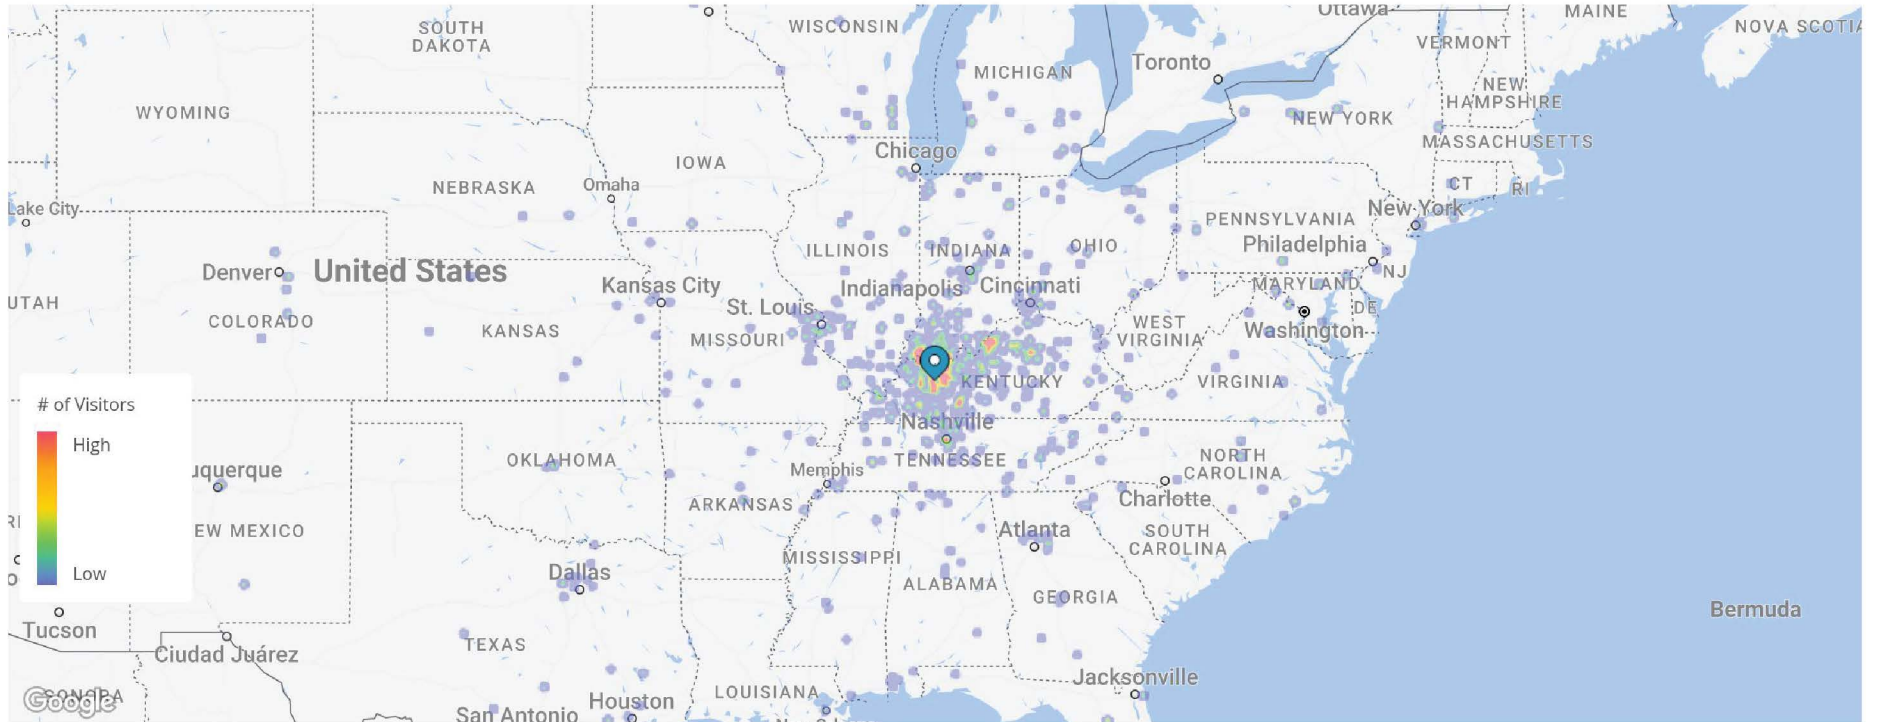 Ottawa
MAINE
SOUTH
DAKOTA
WISCONSIN
NOVA SCOTIA
VERMONT
MICHIGAN
Toronto
NEW
HAMPSHIRE
WYOMING
NEW YORK
MASSACHUSETTS
Chicago
IOWA
NEBRASKA
Omaha
CT
RI
Lake City
PENNSYLVANIA
New York
ILLINOIS
INDIANA
OHIO
Philadelphia
Denver
United States
NJ
Kansas City
Indianapolis
Cincinnati
MARYLAND
UTAH
St. Louis
DE
COLORADO
KANSAS
MISSOURI
WEST
VIRGINIA
Washington
KENTUCKY
VIRGINIA
# of Visitors
High
Low
Nashville
uquerque
OKLAHOMA
Memphis
TENNESSEE
NORTH
CAROLINA
ARKANSAS
Charlotte
EW MEXICO
Atlanta
SOUTH
CAROLINA
MISSISSIPPI
Dallas
ALABAMA
GEORGIA
Bermuda
Tucson
TEXAS
Ciudad Juárez
Jacksonville
SONORA
Google
LOUISIANA
Houston
San Antonio